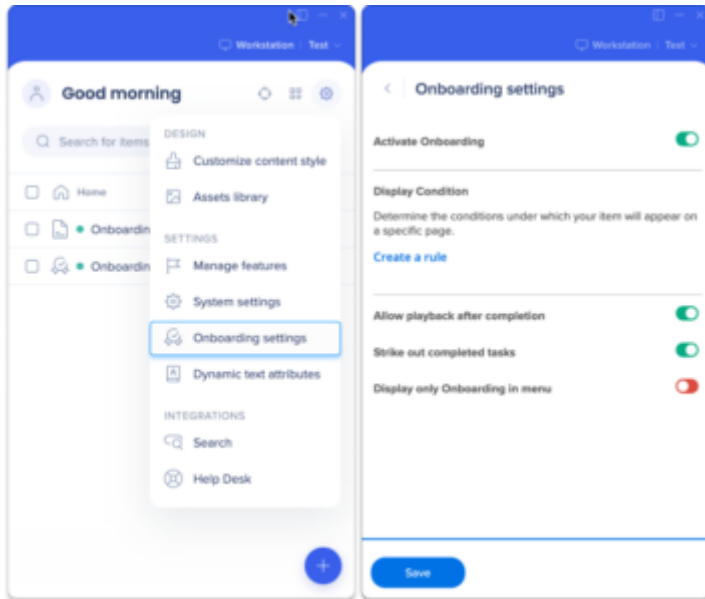 Workstation Test
Good morning
Search for items
Home
Onboardin
Onboardin
DESIGN
Customize content style
Assets library
SETTINGS
Manage features
System settings
Onboarding settings
Dynamic text attributes
INTEGRATIONS
Search
Help Desk
Workstation Test
Onboarding settings
Activate Onboarding
Display Condition
Determine the conditions under which your item will appear on
a specific page.
Create a rule
Allow playback after completion
Strike out completed tasks
Display only Onboarding in menu
Save